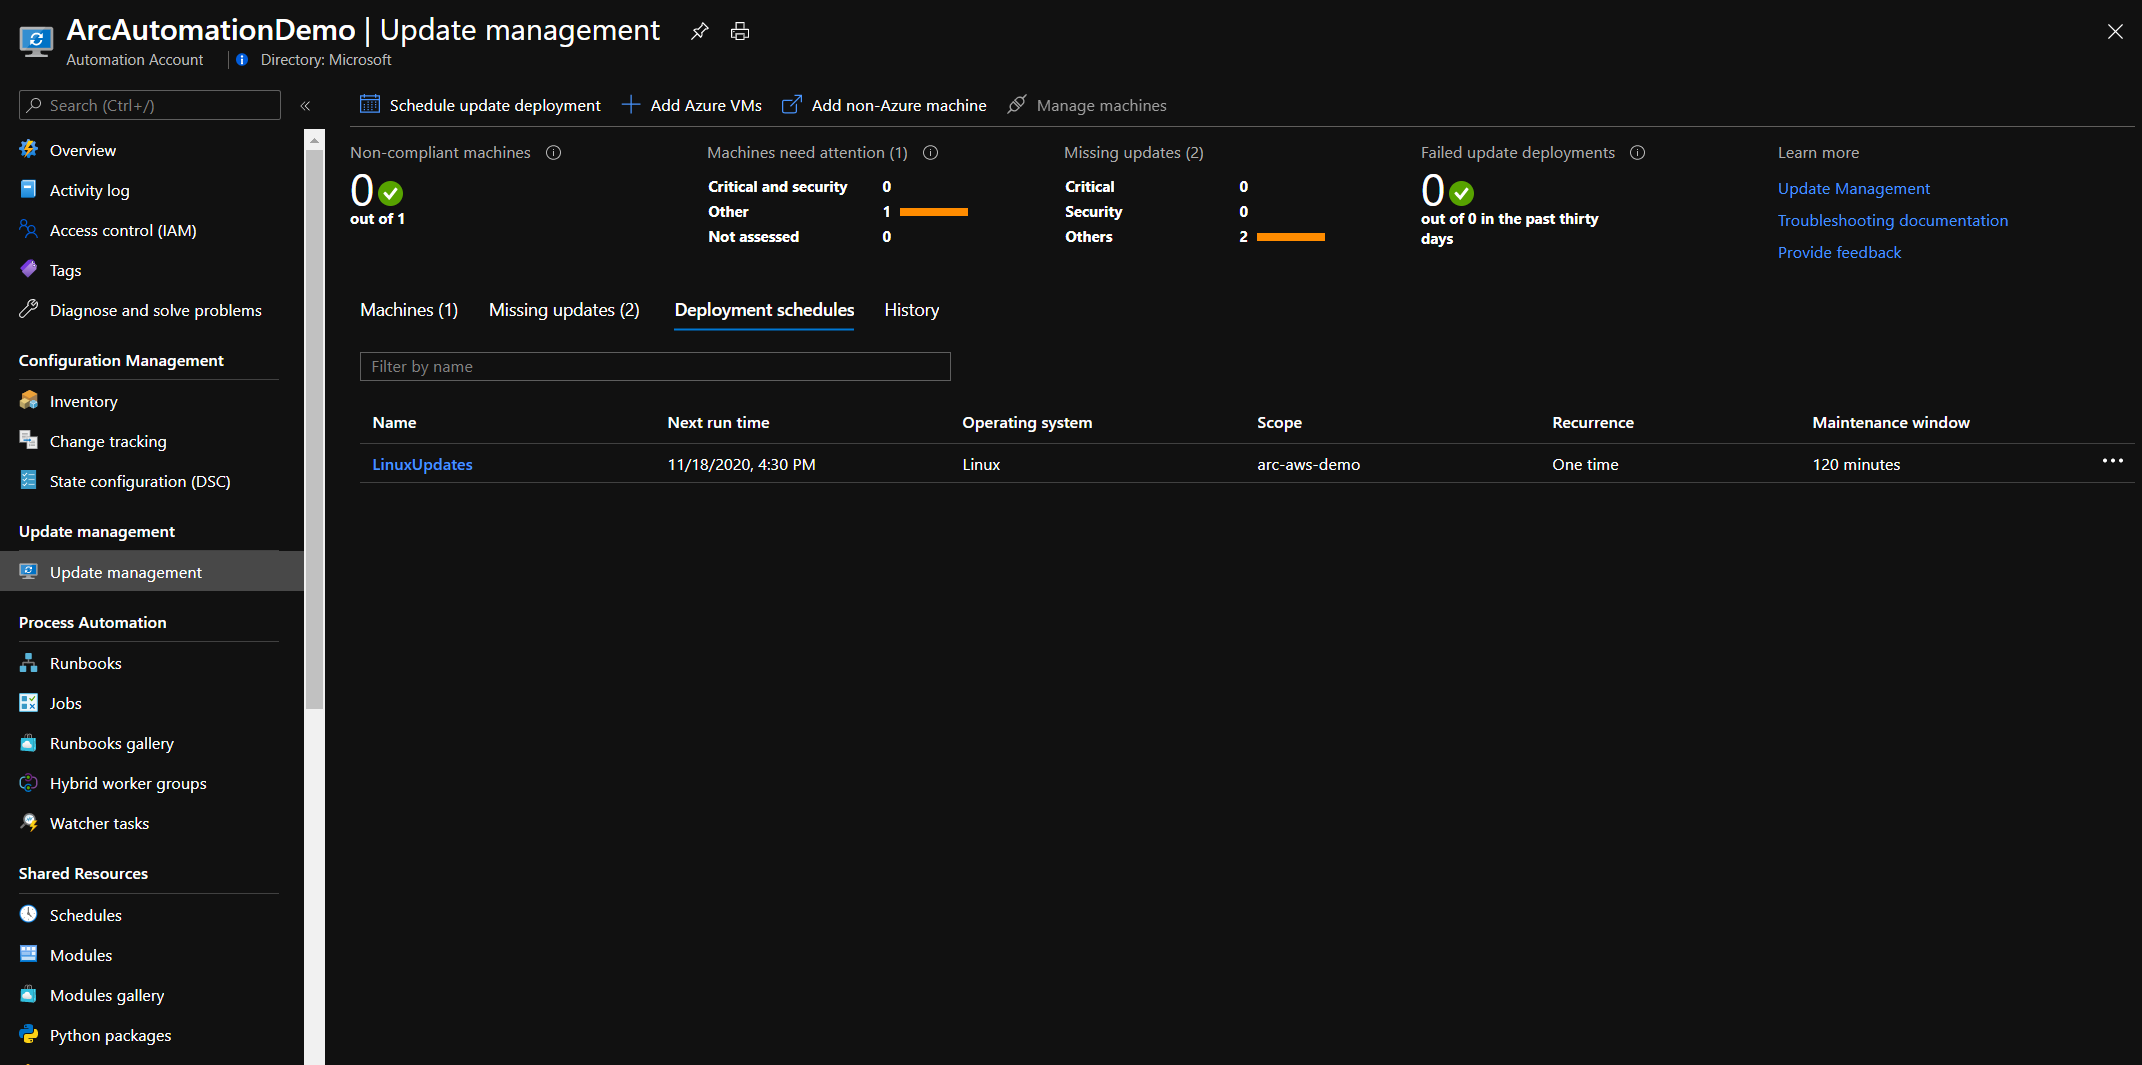 ArcAutomationDemo | Update management
Automation Account
Directory: Microsoft
Search (Ctrl+/)
«
Overview
Activity log
Access control (IAM)
Tags
Diagnose and solve problems
Configuration Management
Inventory
Change tracking
State configuration (DSC)
Update management
Update management
Process Automation
Runbooks
Jobs
Runbooks gallery
Hybrid worker groups
Watcher tasks
Shared Resources
Schedules
Modules
Modules gallery
Python packages
Schedule update deployment
Add Azure VMs
Add non-Azure machine
Manage machines
Non-compliant machines
0
out of 1
Machines need attention (1)
Critical and security 0
Other 1
Not assessed 0
Missing updates (2)
Critical 0
Security 0
Others 2
Failed update deployments
0
out of 0 in the past thirty
days
Learn more
Update Management
Troubleshooting documentation
Provide feedback
Machines (1) Missing updates (2) Deployment schedules History
Filter by name
Name Next run time Operating system Scope Recurrence Maintenance window
LinuxUpdates 11/18/2020, 4:30 PM Linux arc-aws-demo One time 120 minutes